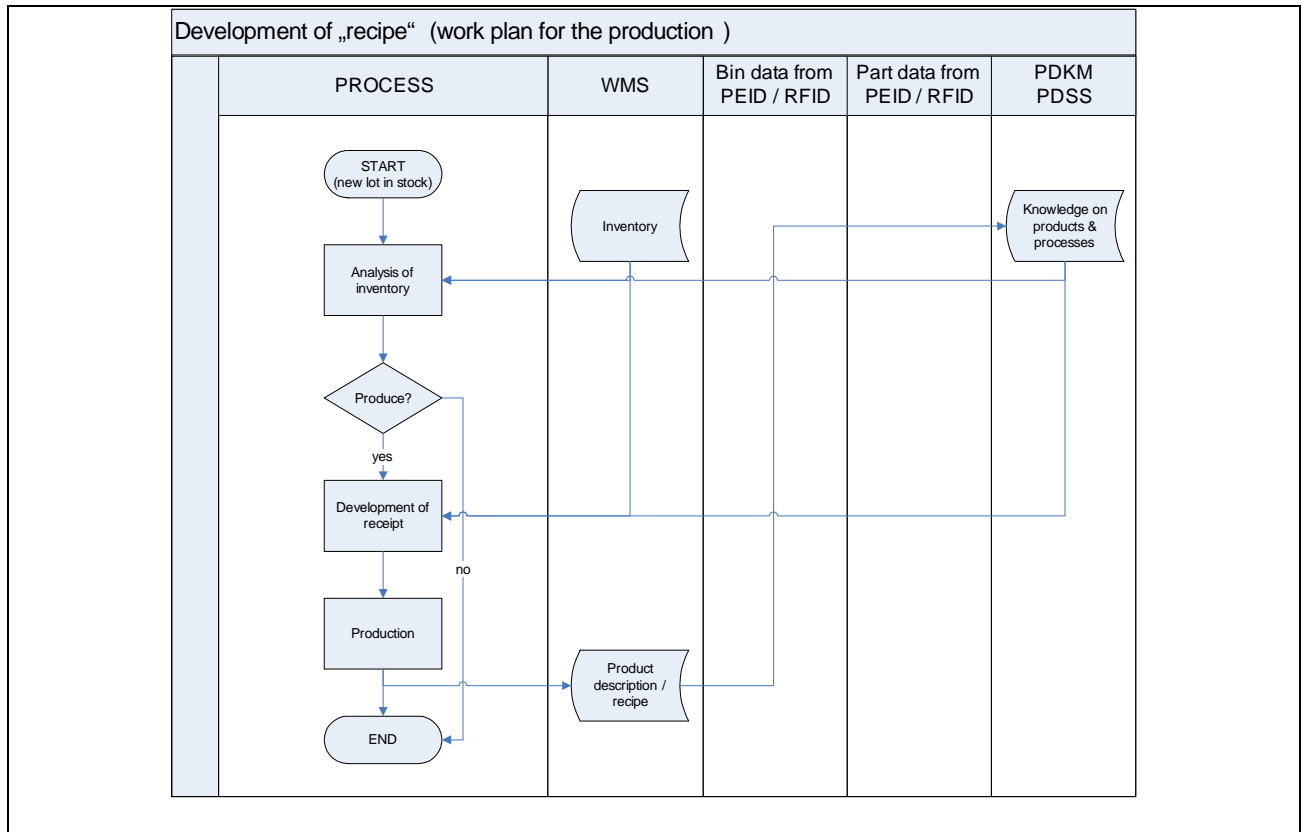 Development of „recipe“ (work plan for the production )
PROCESS
WMS
Bin data from
PEID / RFID
Part data from
PEID / RFID
PDKM
PDSS
START
(new lot in stock)
Inventory
Knowledge on
products &
processes
Analysis of
inventory
Produce?
yes
Development of
receipt
no
Production
Product
description /
recipe
END